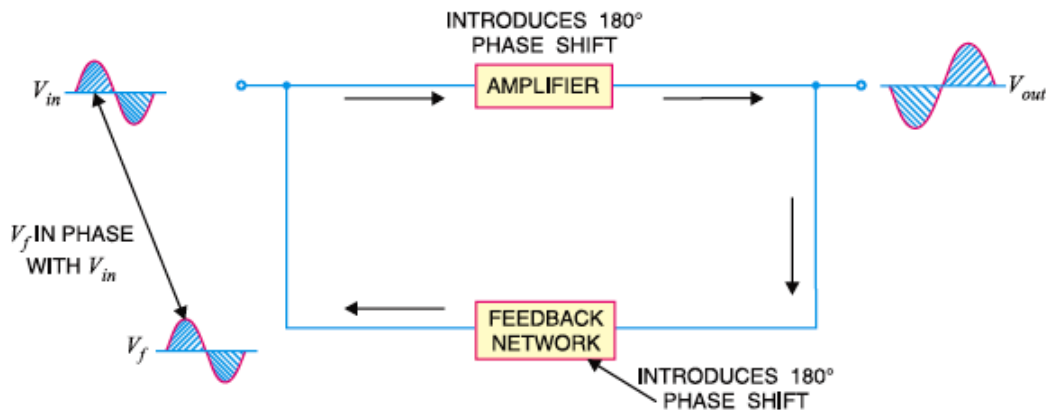 INTRODUCES 180°
PHASE SHIFT
AMPLIFIER
V_in
V_out
V_f IN PHASE
WITH V_in
V_f
FEEDBACK
NETWORK
INTRODUCES 180°
PHASE SHIFT